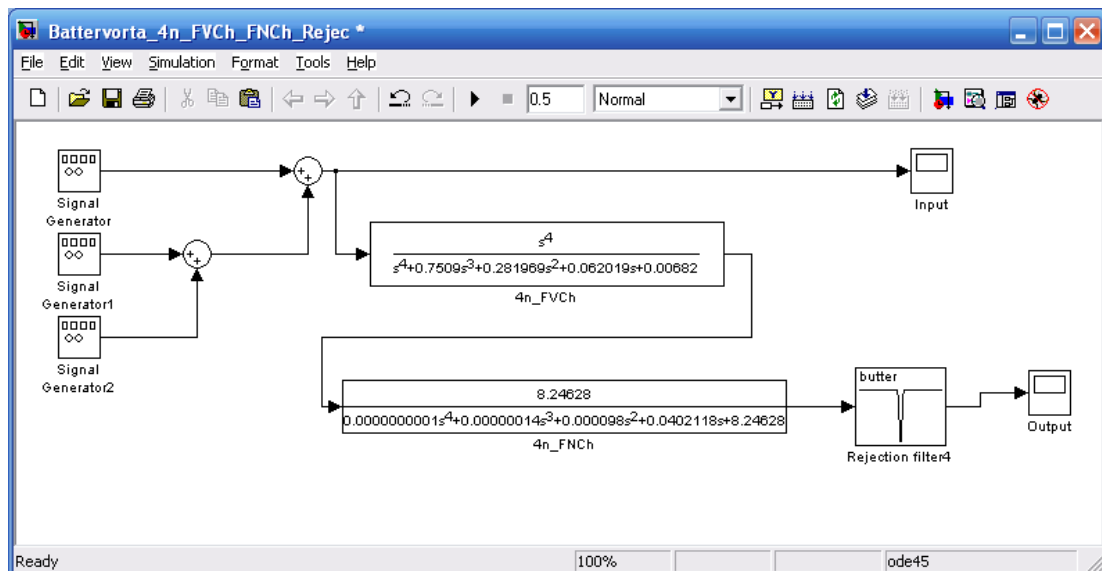 Battervorta_4n_FVCh_FNCh_Rejec *
File Edit View Simulation Format Tools Help
0.5 Normal
Signal
Generator
Input
Signal
Generator1
s4
s4+0.7509s3+0.281969s2+0.062019s+0.00682
4n_FVCh
Signal
Generator2
8.24628
0.0000000001s4+0.00000014s3+0.000098s2+0.0402118s+8.24628
4n_FNCh
butter
Rejection filter4
Output
Ready 100% ode45